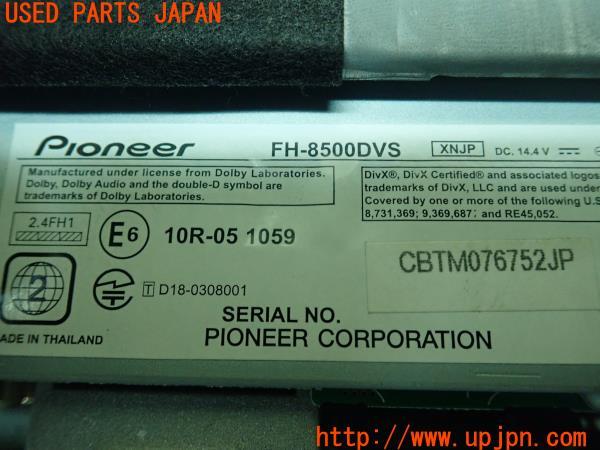 USED PARTS JAPAN
Pioneer
FH-8500DVS
XNJP
DC. 14.4 V
Manufactured under license from Dolby Laboratories.
Dolby, Dolby Audio and the double-D symbol are
trademarks of Dolby Laboratories.
DivX®, DivX Certified® and associated logos
trademarks of DivX, LLC and are used under
Covered by one or more of the following U.S
8,731,369; 9,369,687; and RE45,052.
2.4FH1
E6
10R-05 1059
CBTM076752JP
2
T D18-0308001
SERIAL NO.
MADE IN THAILAND
PIONEER CORPORATION
http://www.upjpn.com/